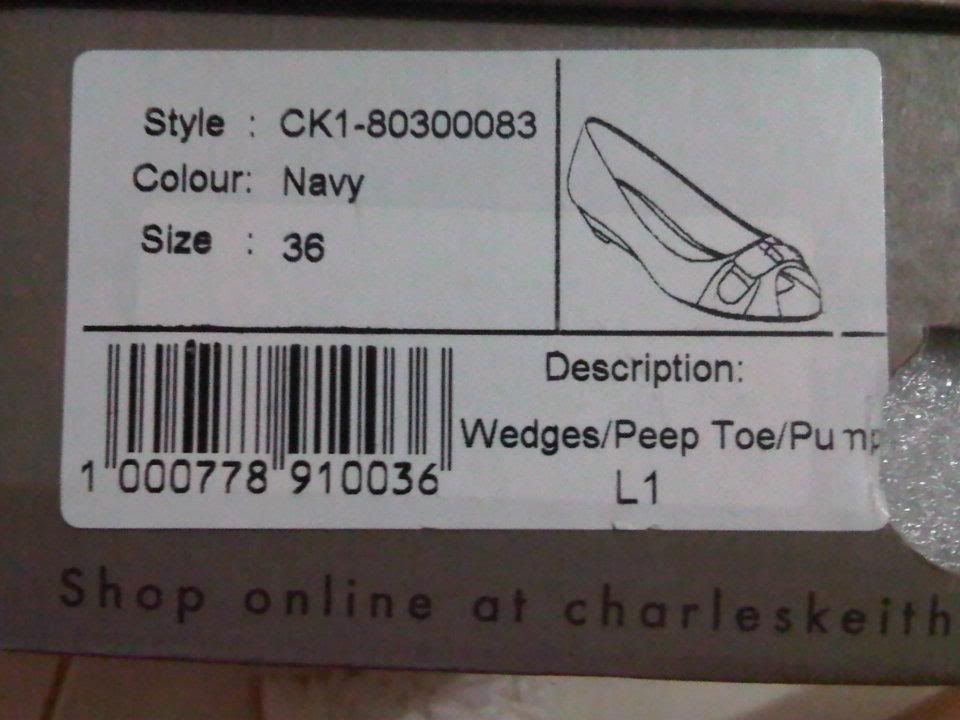 Style : CK1-80300083
Colour: Navy
Size : 36
1 000778 910036
Description:
Wedges/Peep Toe/Pump
L1
Shop online at charleskeith